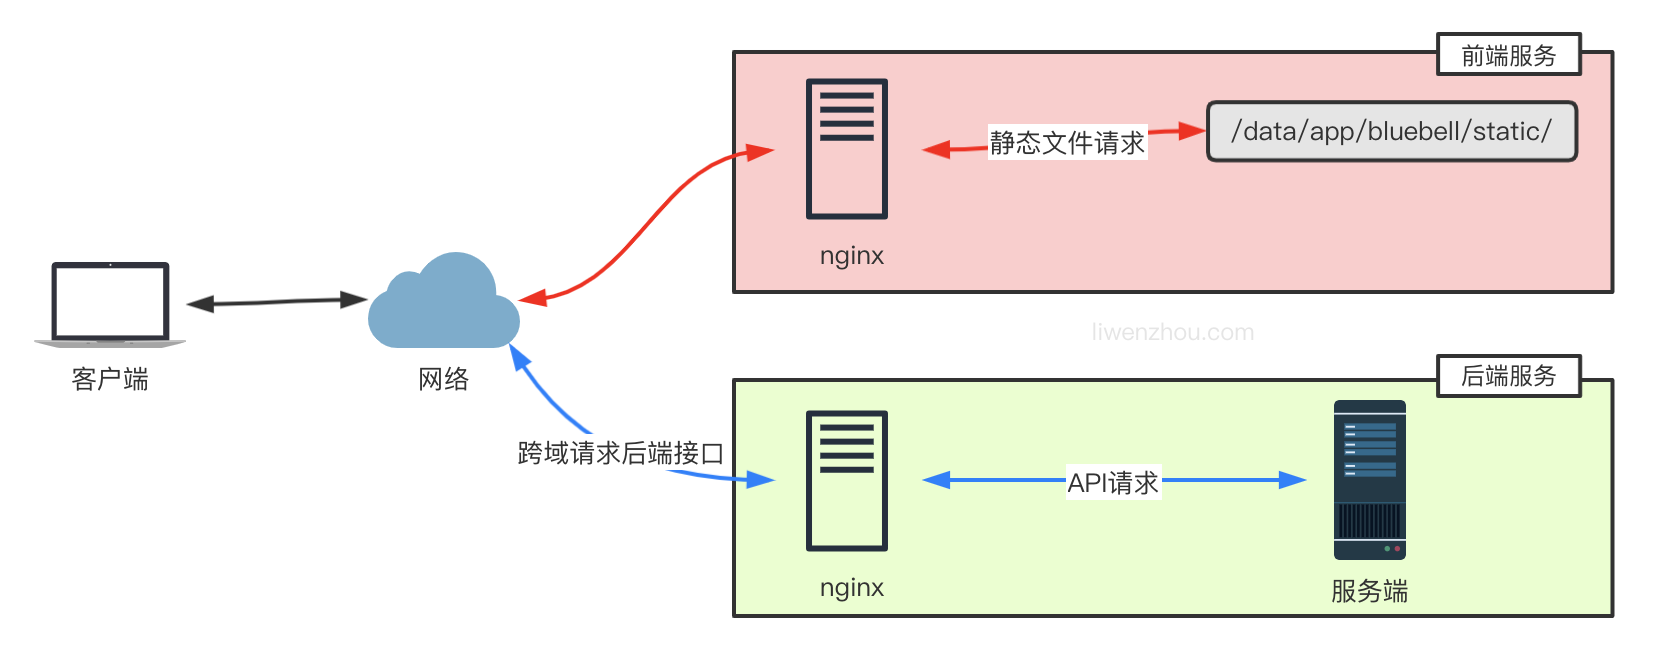 前端服务
/data/app/bluebell/static/
静态文件请求
nginx
客户端
网络
liwenzhou.com
后端服务
跨域请求后端接口
API请求
nginx
服务端